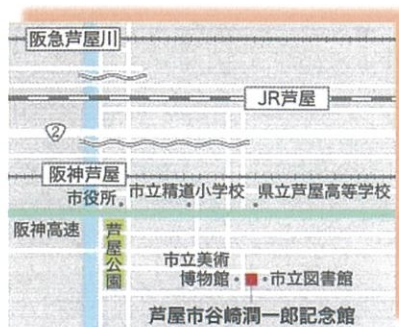 阪急芦屋川
JR芦屋
2
阪神芦屋
市役所
市立精道小学校
県立芦屋高等学校
阪神高速
芦屋公園
市立美術
博物館
市立図書館
芦屋市谷崎潤一郎記念館